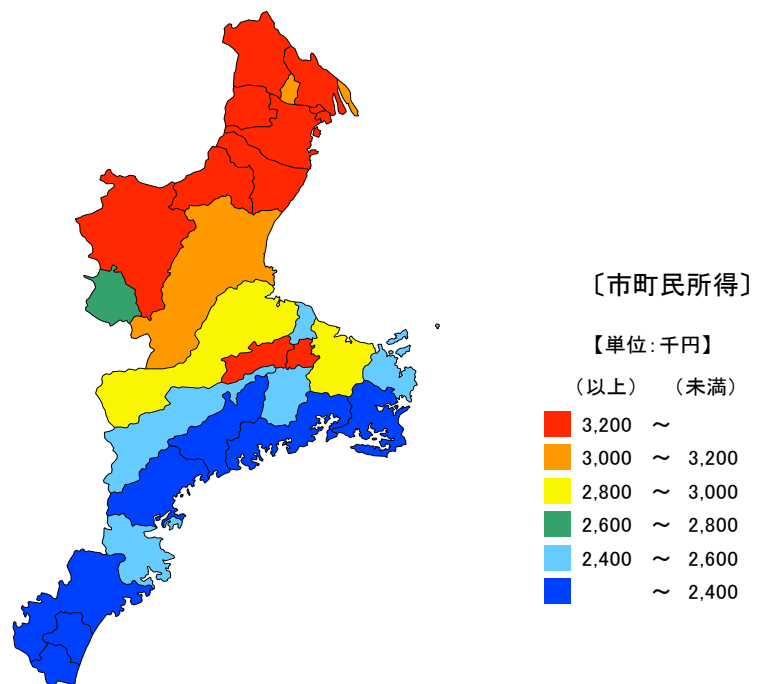 〔市町民所得〕
【単位:千円】
（以上） （未満）
3,200 ～
3,000 ～ 3,200
2,800 ～ 3,000
2,600 ～ 2,800
2,400 ～ 2,600
～ 2,400